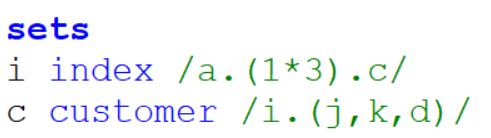 sets
i index /a.(1*3).c/
c customer /i.(j,k,d)/